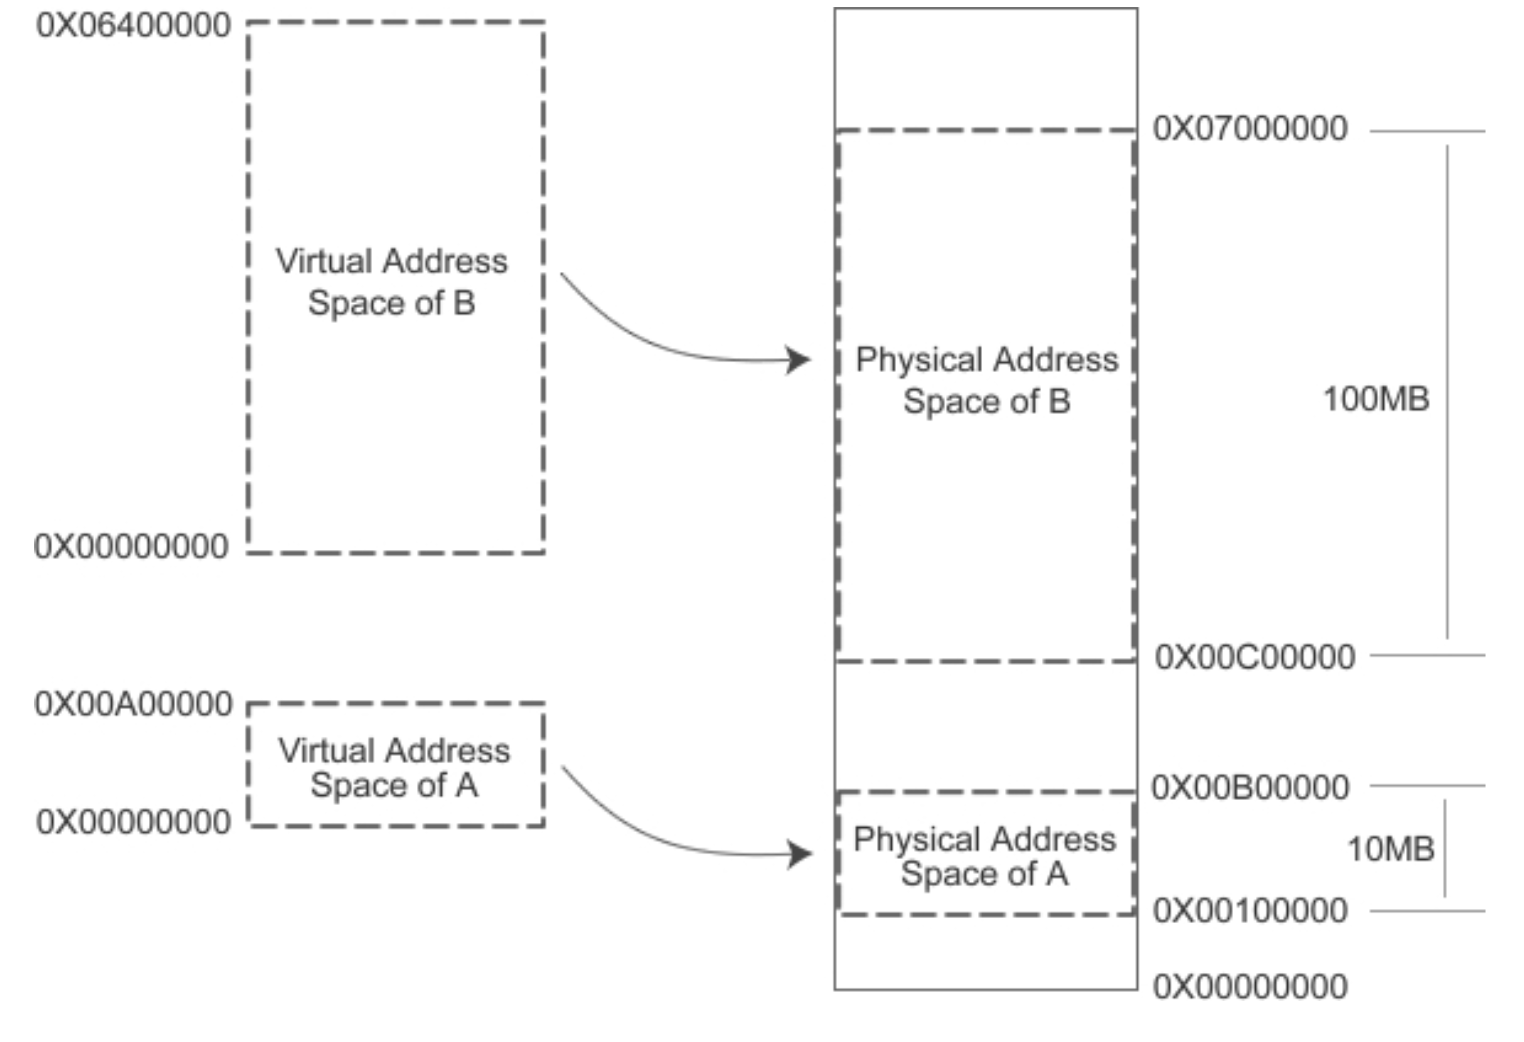 0X06400000
Virtual Address
Space of B
0X00000000
0X00A00000
Virtual Address
Space of A
0X00000000
0X07000000
Physical Address
Space of B
100MB
0X00C00000
0X00B00000
Physical Address
Space of A
10MB
0X00100000
0X00000000